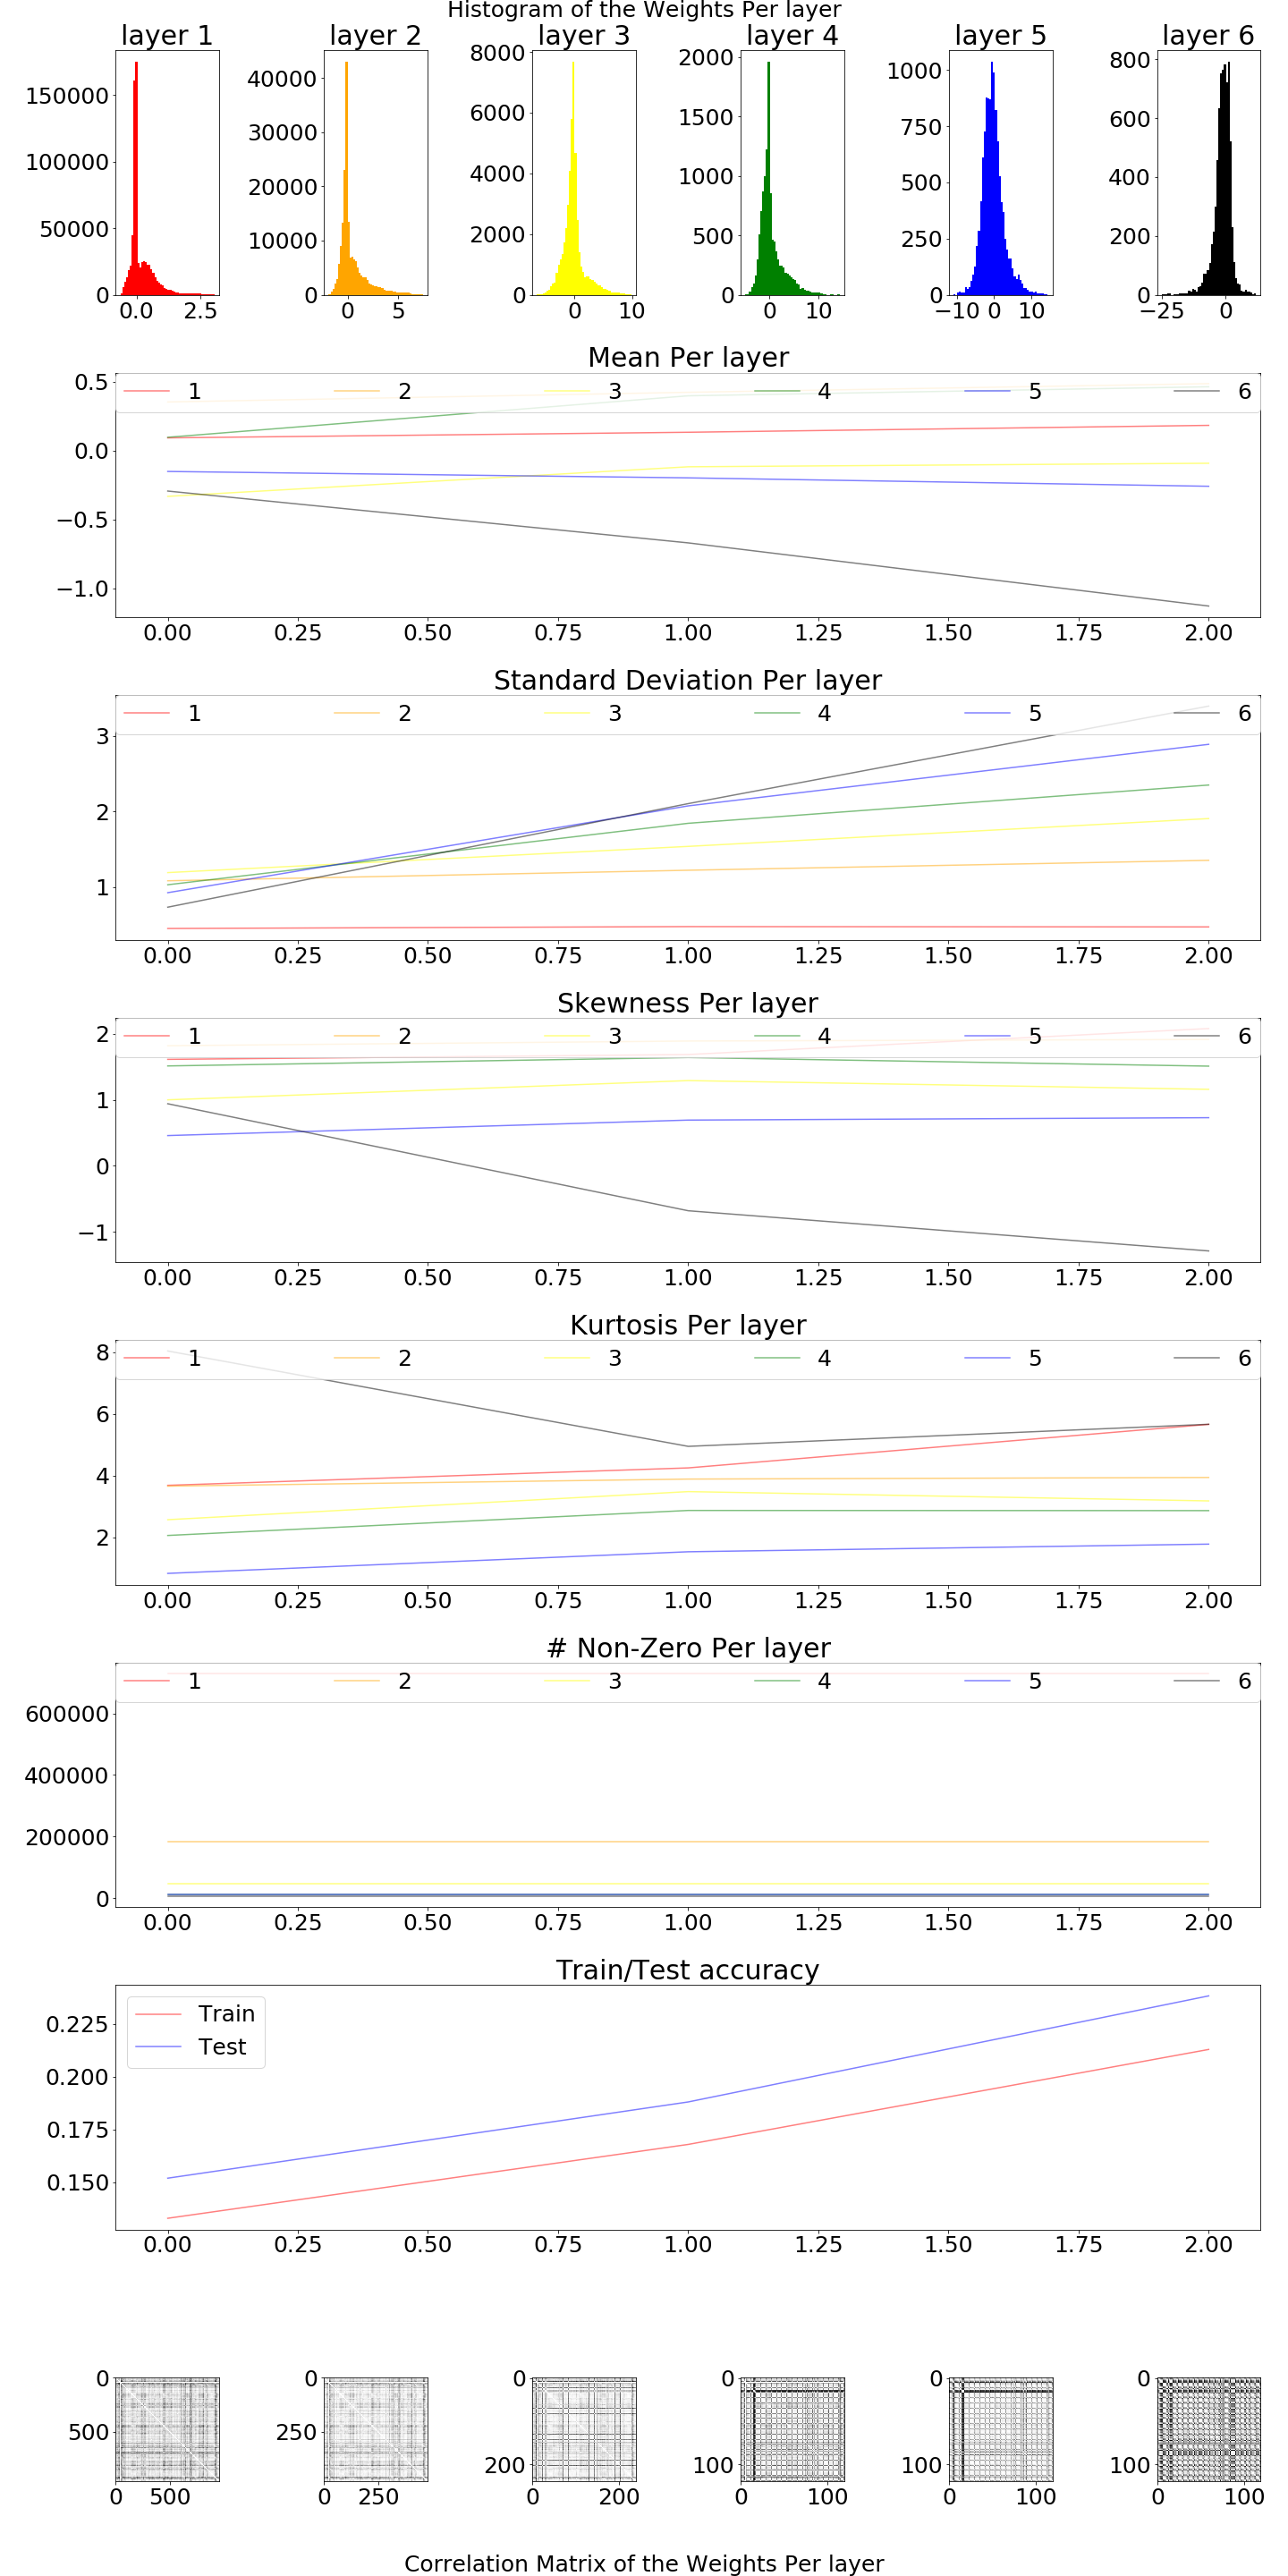 Histogram of the Weights Per layer
layer 1 layer 2 layer 3 layer 4 layer 5 layer 6
150000 100000 50000 0
0.0 2.5
40000 30000 20000 10000 0
0 5
8000 6000 4000 2000 0
0 10
2000 1500 1000 500 0
0 10
1000 750 500 250 0
−10 0 10
800 600 400 200 0
−25 0
Mean Per layer
1 2 3 4 5 6
0.5
0.0
−0.5
−1.0
0.00 0.25 0.50 0.75 1.00 1.25 1.50 1.75 2.00
Standard Deviation Per layer
1 2 3 4 5 6
3
2
1
0.00 0.25 0.50 0.75 1.00 1.25 1.50 1.75 2.00
Skewness Per layer
2
1 2 3 4 5 6
1
0
−1
0.00 0.25 0.50 0.75 1.00 1.25 1.50 1.75 2.00
Kurtosis Per layer
8
1 2 3 4 5 6
6
4
2
0.00 0.25 0.50 0.75 1.00 1.25 1.50 1.75 2.00
# Non-Zero Per layer
1 2 3 4 5 6
600000
400000
200000
0
0.00 0.25 0.50 0.75 1.00 1.25 1.50 1.75 2.00
Train/Test accuracy
Train
Test
0.225
0.200
0.175
0.150
0.00 0.25 0.50 0.75 1.00 1.25 1.50 1.75 2.00
0 500
0 500
0 250
0 250
0 200
0 200
0 100
0 100
0 100
0 100
0 100
0 100
Correlation Matrix of the Weights Per layer